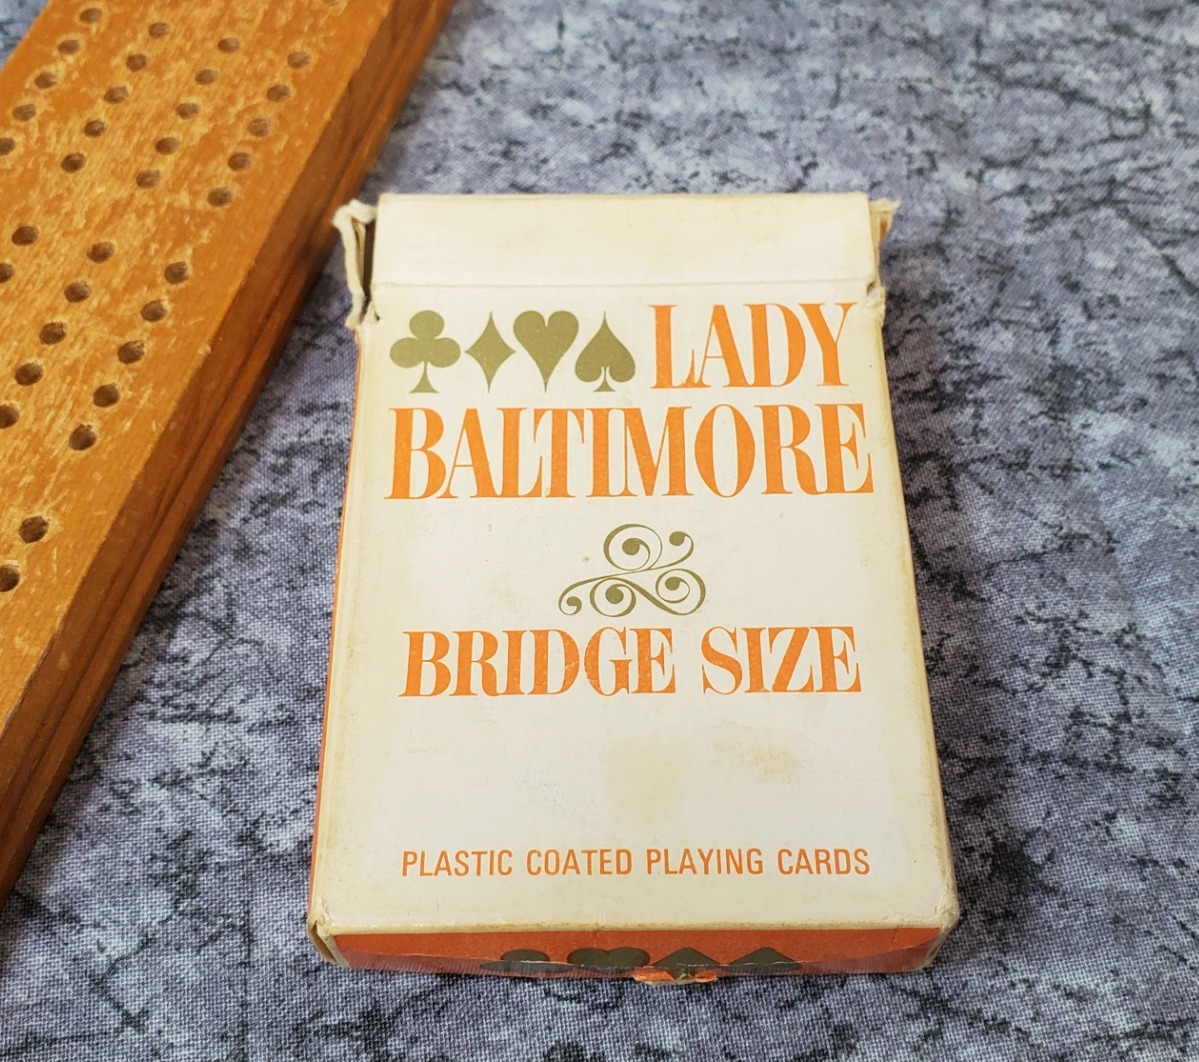 LADY
BALTIMORE
BRIDGE SIZE
PLASTIC COATED PLAYING CARDS